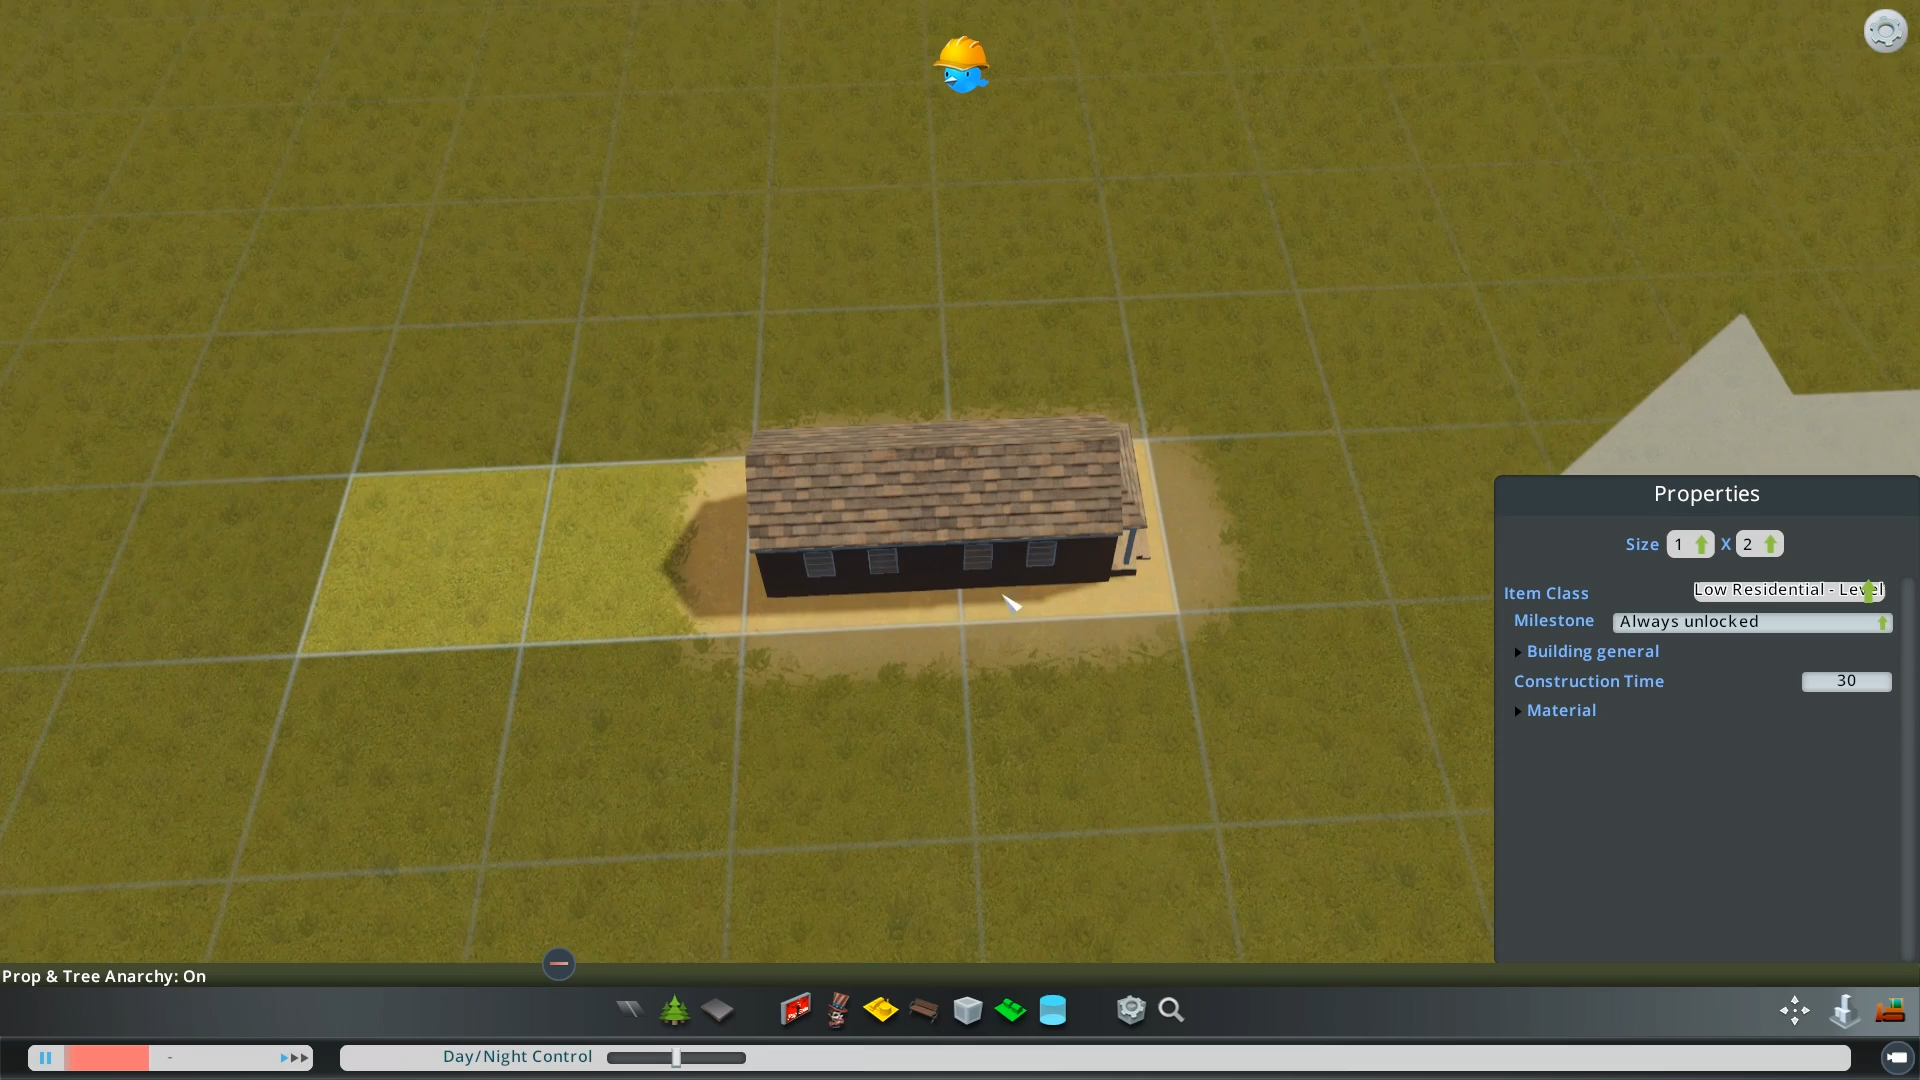 Properties
Size 1 X 2
Item Class Low Residential - Level
Milestone Always unlocked
Building general
Construction Time 30
Material
Prop & Tree Anarchy: On
-
Day/Night Control